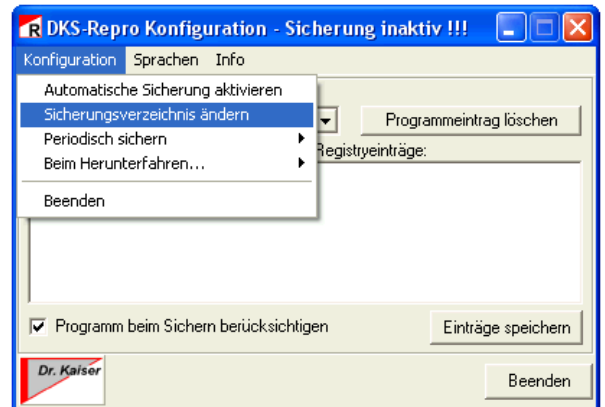 R DKS-Repro Konfiguration - Sicherung inaktiv !!!
Konfiguration Sprachen Info
Automatische Sicherung aktivieren
Sicherungsverzeichnis ändern
Programmeintrag löschen
Periodisch sichern
Registryeinträge:
Beim Herunterfahren...
Beenden
Programm beim Sichern berücksichtigen
Einträge speichern
Dr. Kaiser
R
Beenden